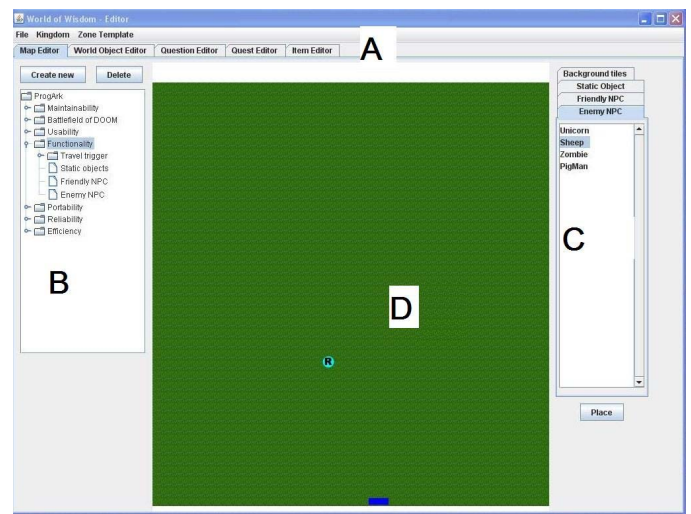 World of Wisdom - Editor
File Kingdom Zone Template
Map Editor World Object Editor Question Editor Quest Editor Item Editor
A
Create new Delete
ProgArk
Maintainability
Battlefield of DOOM
Usability
Functionality
Travel trigger
Static objects
Friendly NPC
Enemy NPC
Portability
Reliability
Efficiency
B
D
R
Background tiles
Static Object
Friendly NPC
Enemy NPC
Unicorn
Sheep
Zombie
PigMan
C
Place